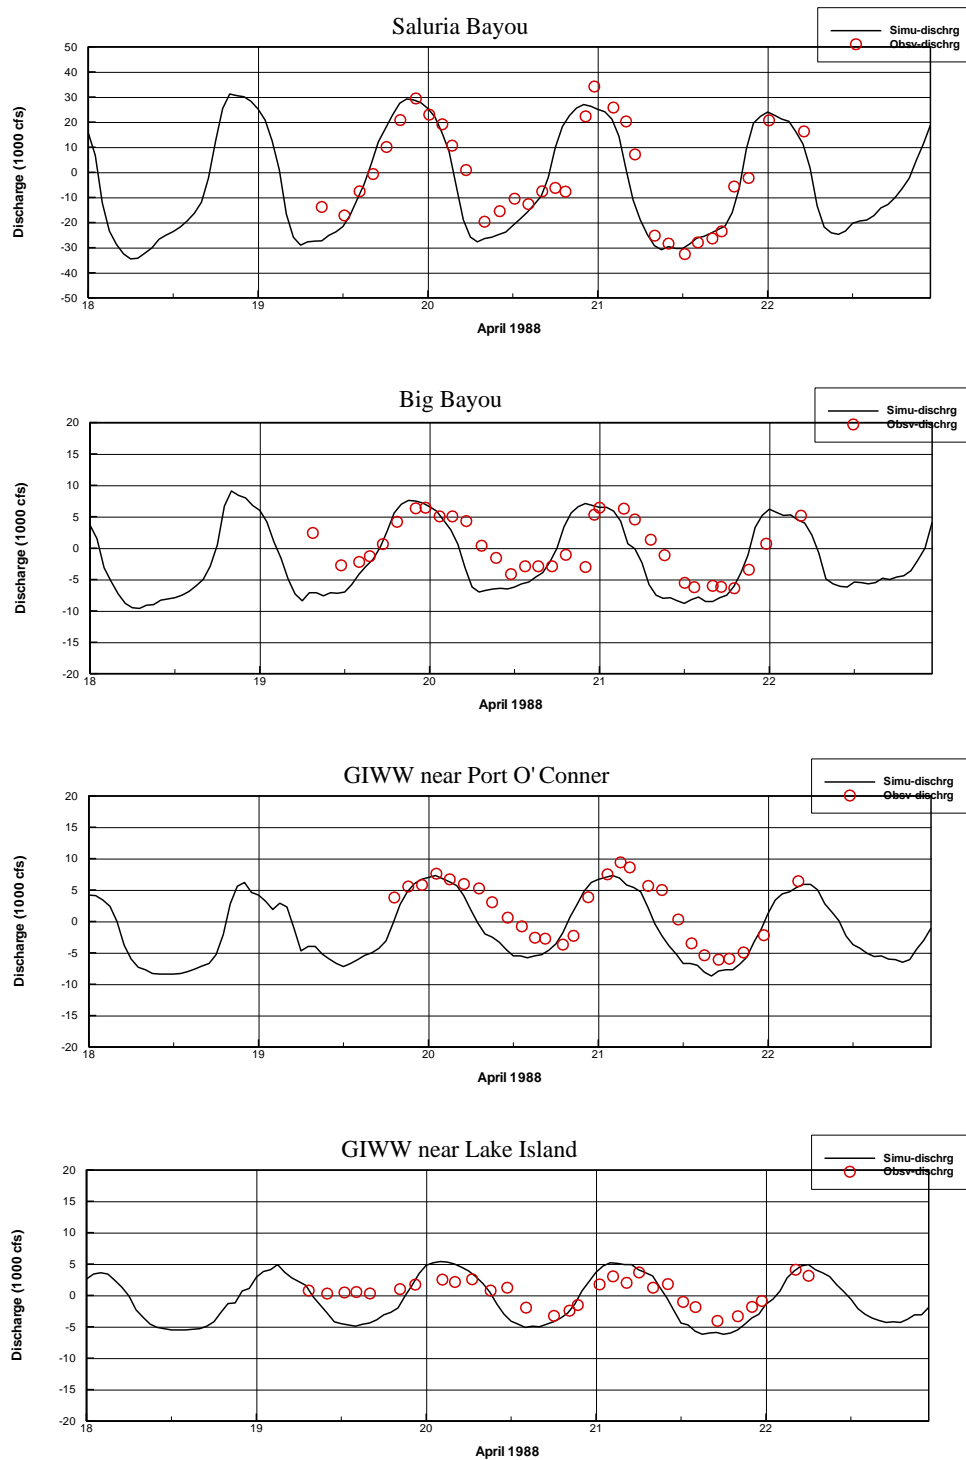 Saluria Bayou
Simu-dischrg
Obsv-dischrg
Discharge (1000 cfs)
50
40
30
20
10
0
-10
-20
-30
-40
-50
18 19 20 21 22
April 1988
Big Bayou
Simu-dischrg
Obsv-dischrg
Discharge (1000 cfs)
20
15
10
5
0
-5
-10
-15
-20
18 19 20 21 22
April 1988
GIWW near Port O'Conner
Simu-dischrg
Obsv-dischrg
Discharge (1000 cfs)
20
15
10
5
0
-5
-10
-15
-20
18 19 20 21 22
April 1988
GIWW near Lake Island
Simu-dischrg
Obsv-dischrg
Discharge (1000 cfs)
20
15
10
5
0
-5
-10
-15
-20
18 19 20 21 22
April 1988